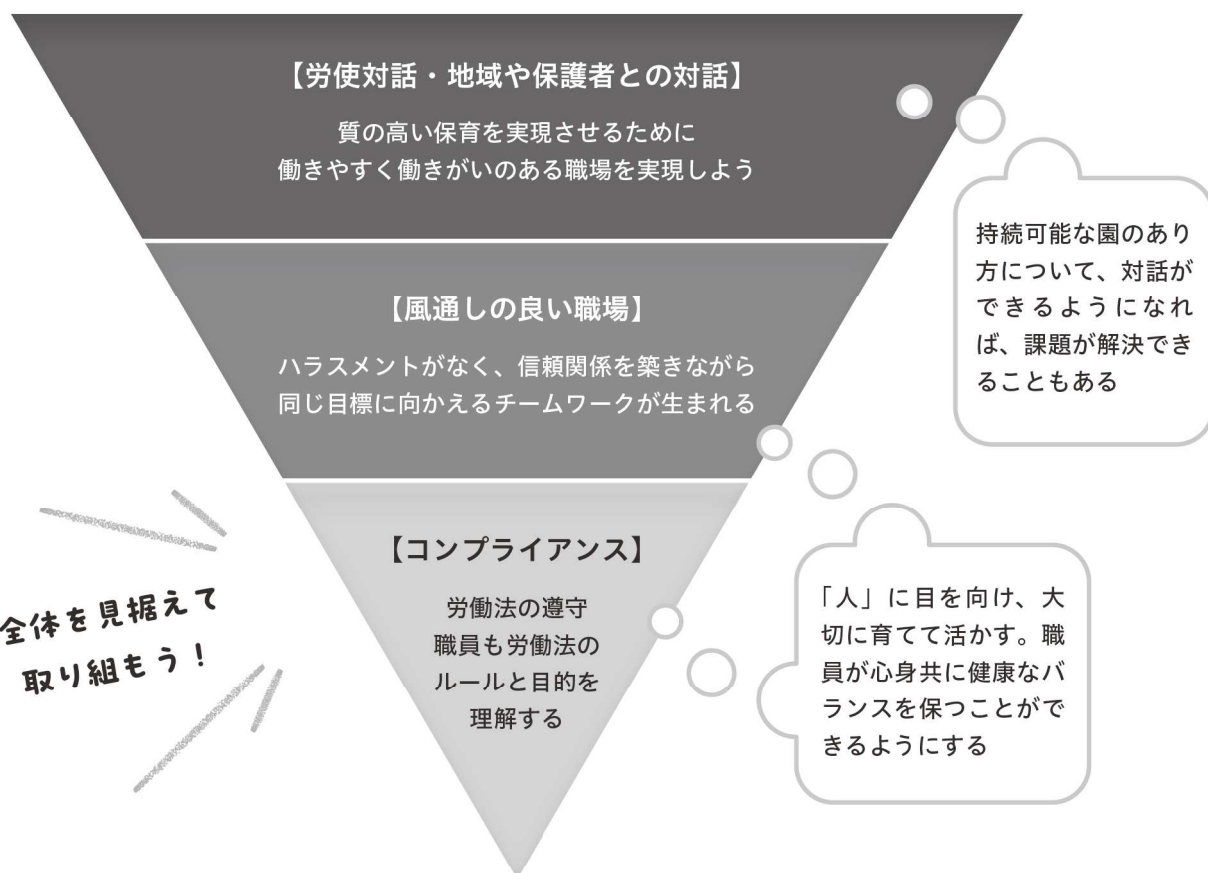 【労使対話・地域や保護者との対話】
質の高い保育を実現させるために
働きやすく働きがいのある職場を実現しよう
持続可能な園のあり
方について、対話が
できるようになれ
ば、課題が解決でき
ることもある
【風通しの良い職場】
ハラスメントがなく、信頼関係を築きながら
同じ目標に向かえるチームワークが生まれる
【コンプライアンス】
労働法の遵守
職員も労働法の
ルールと目的を
理解する
「人」に目を向け、大
切に育てて活かす。職
員が心身共に健康なバ
ランスを保つことがで
きるようにする
全体を見据えて
取り組もう！